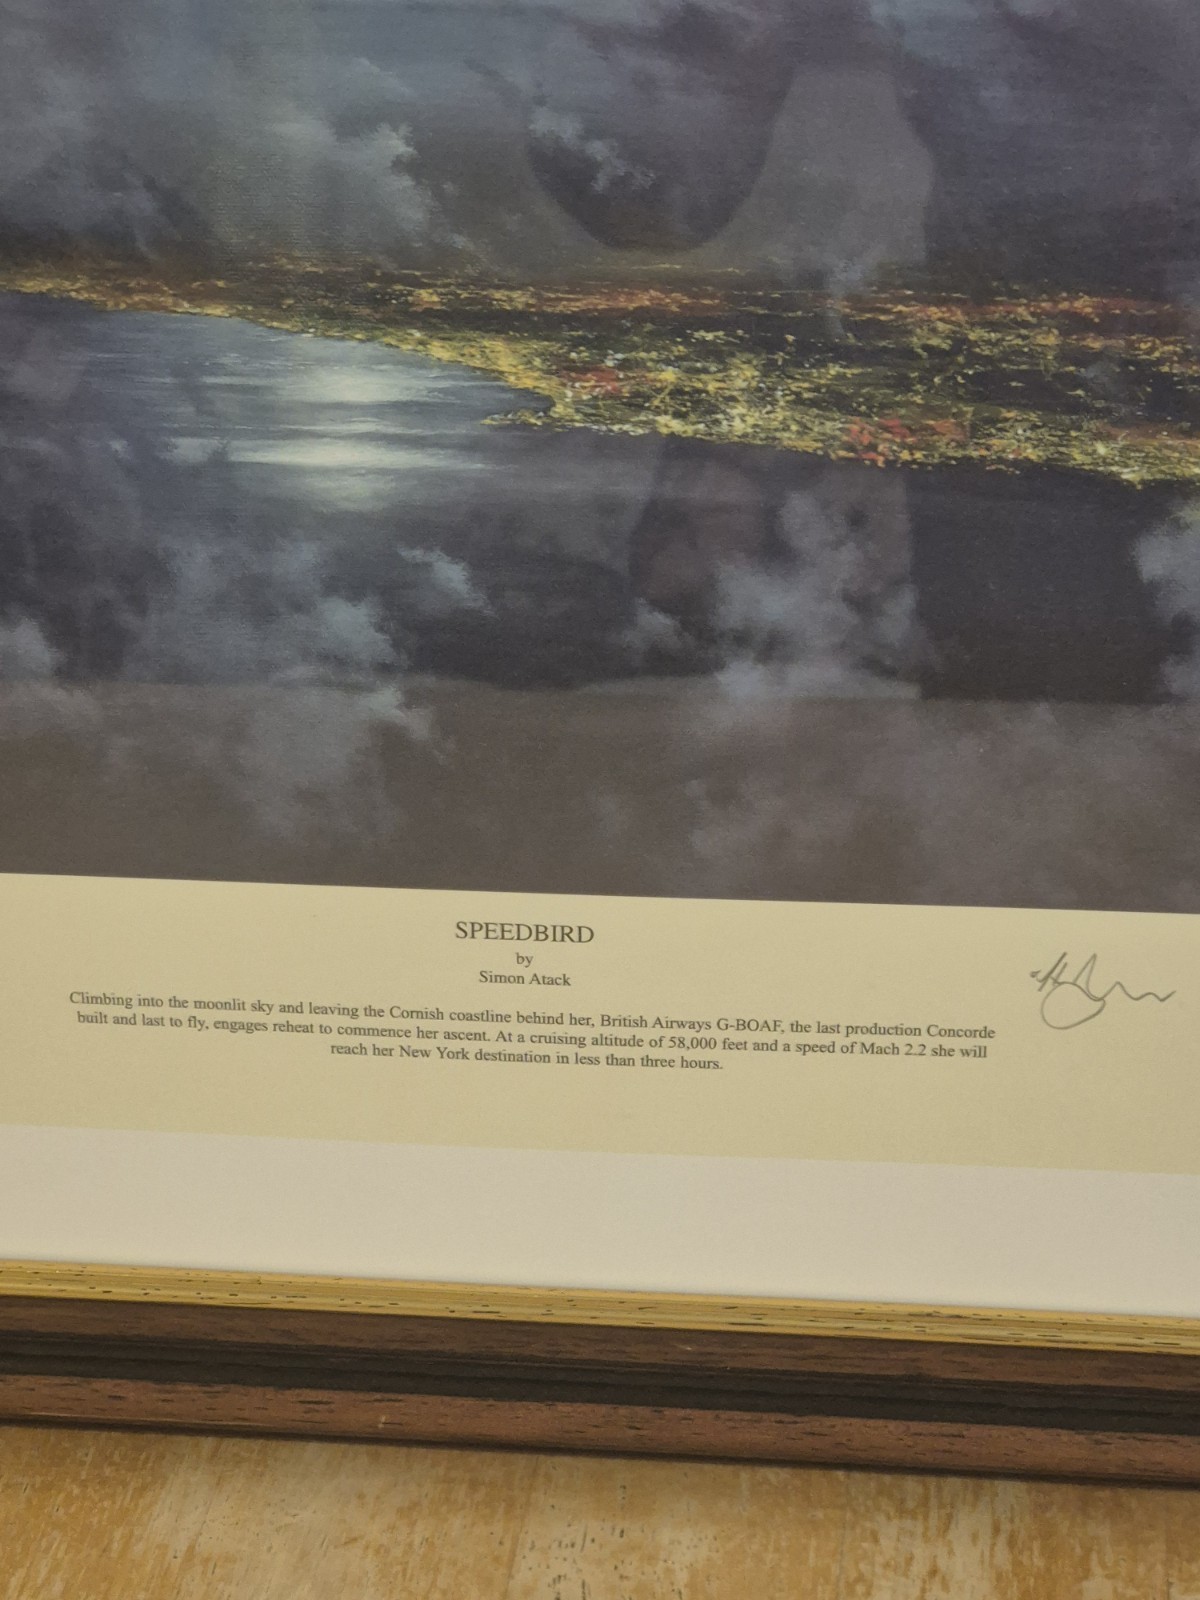 SPEEDBIRD
by
Simon Atack
Climbing into the moonlit sky and leaving the Cornish coastline behind her, British Airways G-BOAF, the last production Concorde
built and last to fly, engages reheat to commence her ascent. At a cruising altitude of 58,000 feet and a speed of Mach 2.2 she will
reach her New York destination in less than three hours.